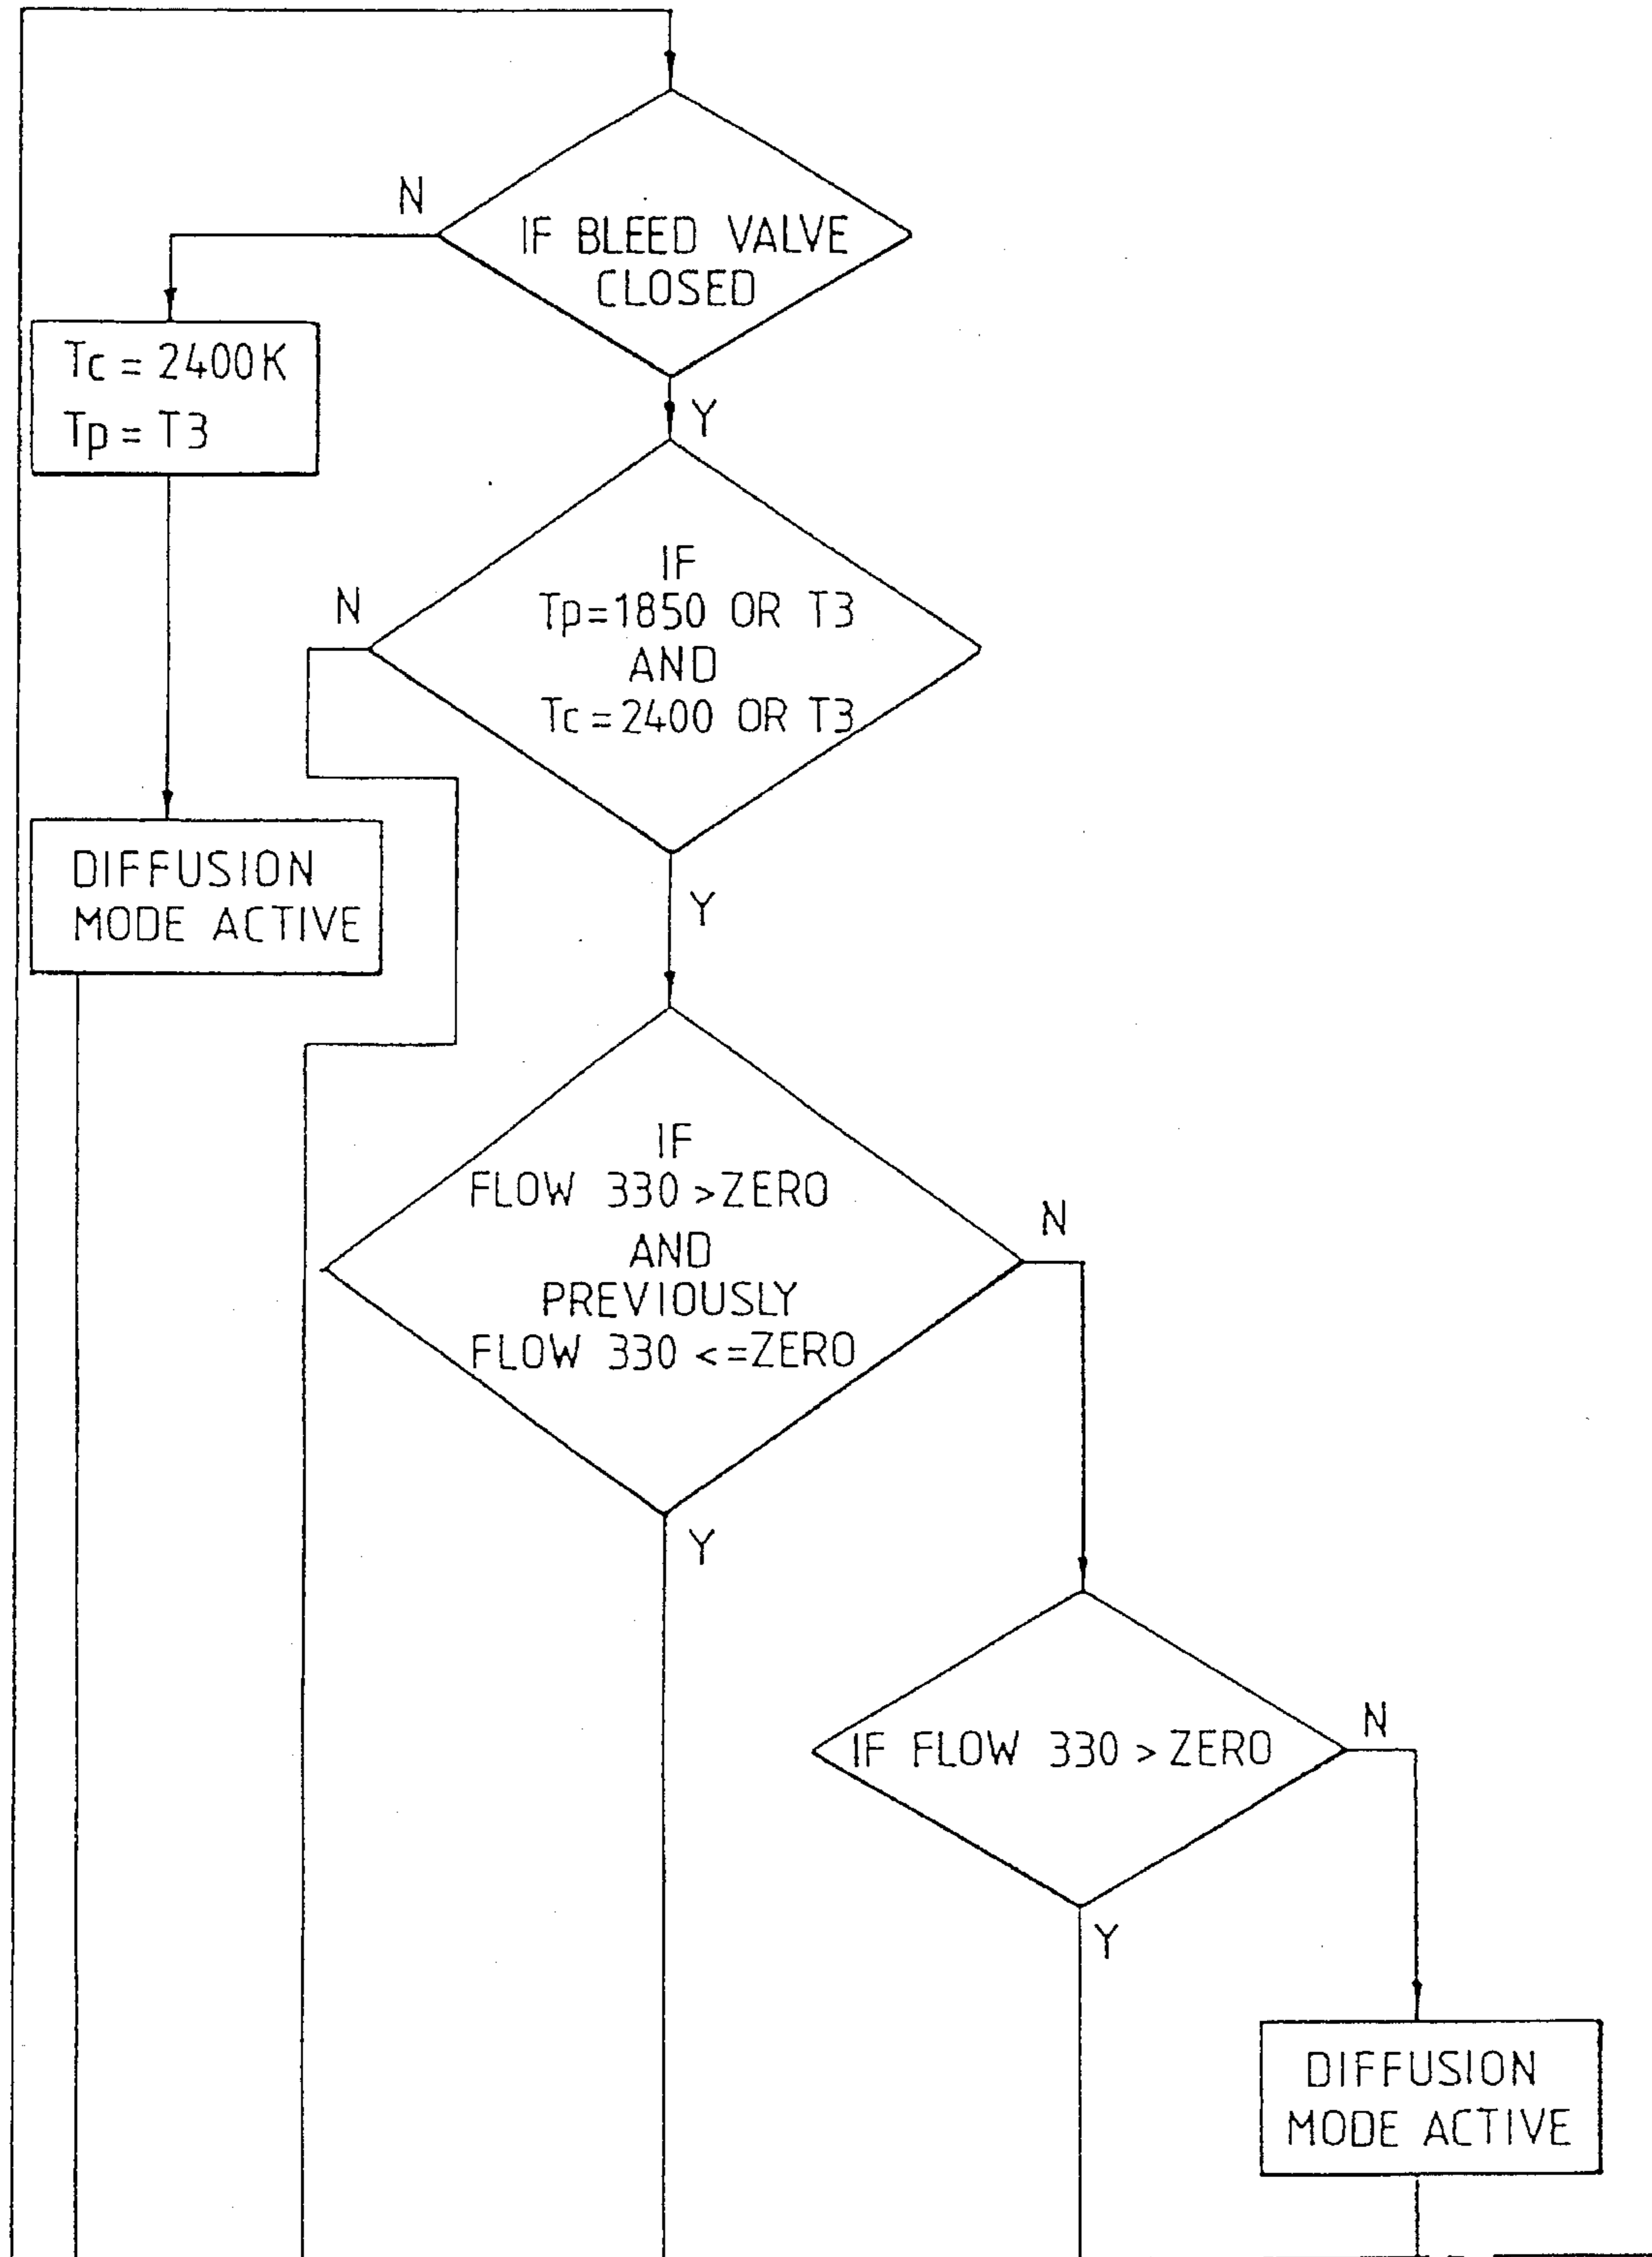 N
IF BLEED VALVE
CLOSED
Tc = 2400K
Tp = T3
Y
IF
Tp=1850 OR T3
AND
Tc=2400 OR T3
N
DIFFUSION
MODE ACTIVE
Y
IF
FLOW 330 >ZERO
AND
PREVIOUSLY
FLOW 330 <=ZERO
N
Y
IF FLOW 330 > ZERO
N
Y
DIFFUSION
MODE ACTIVE